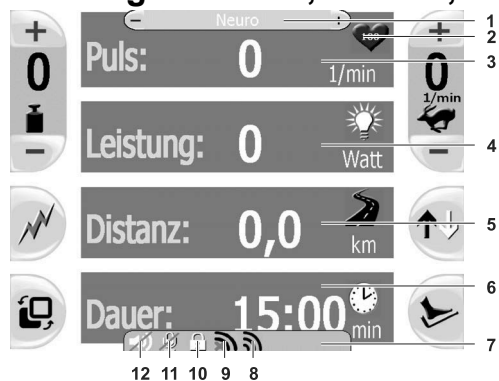 − Neuro : 1
+ 0 − Puls: 0 1/min 100 + 0 1/min − 2
3
Leistung: 0 Watt 4
Distanz: 0,0 km 5
6
Dauer: 15:00 min
7
12 11 10 9 8